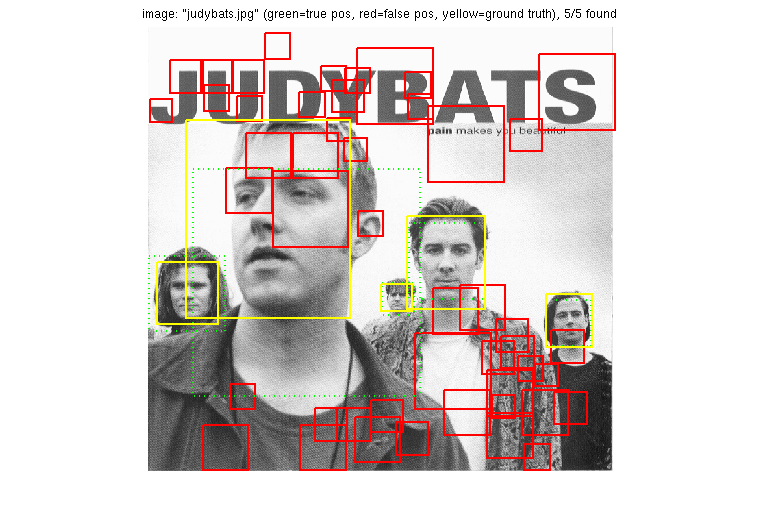 image: "judybats.jpg" (green=true pos, red=false pos, yellow=ground truth), 5/5 found
JUDYBATS
pain makes you beautiful